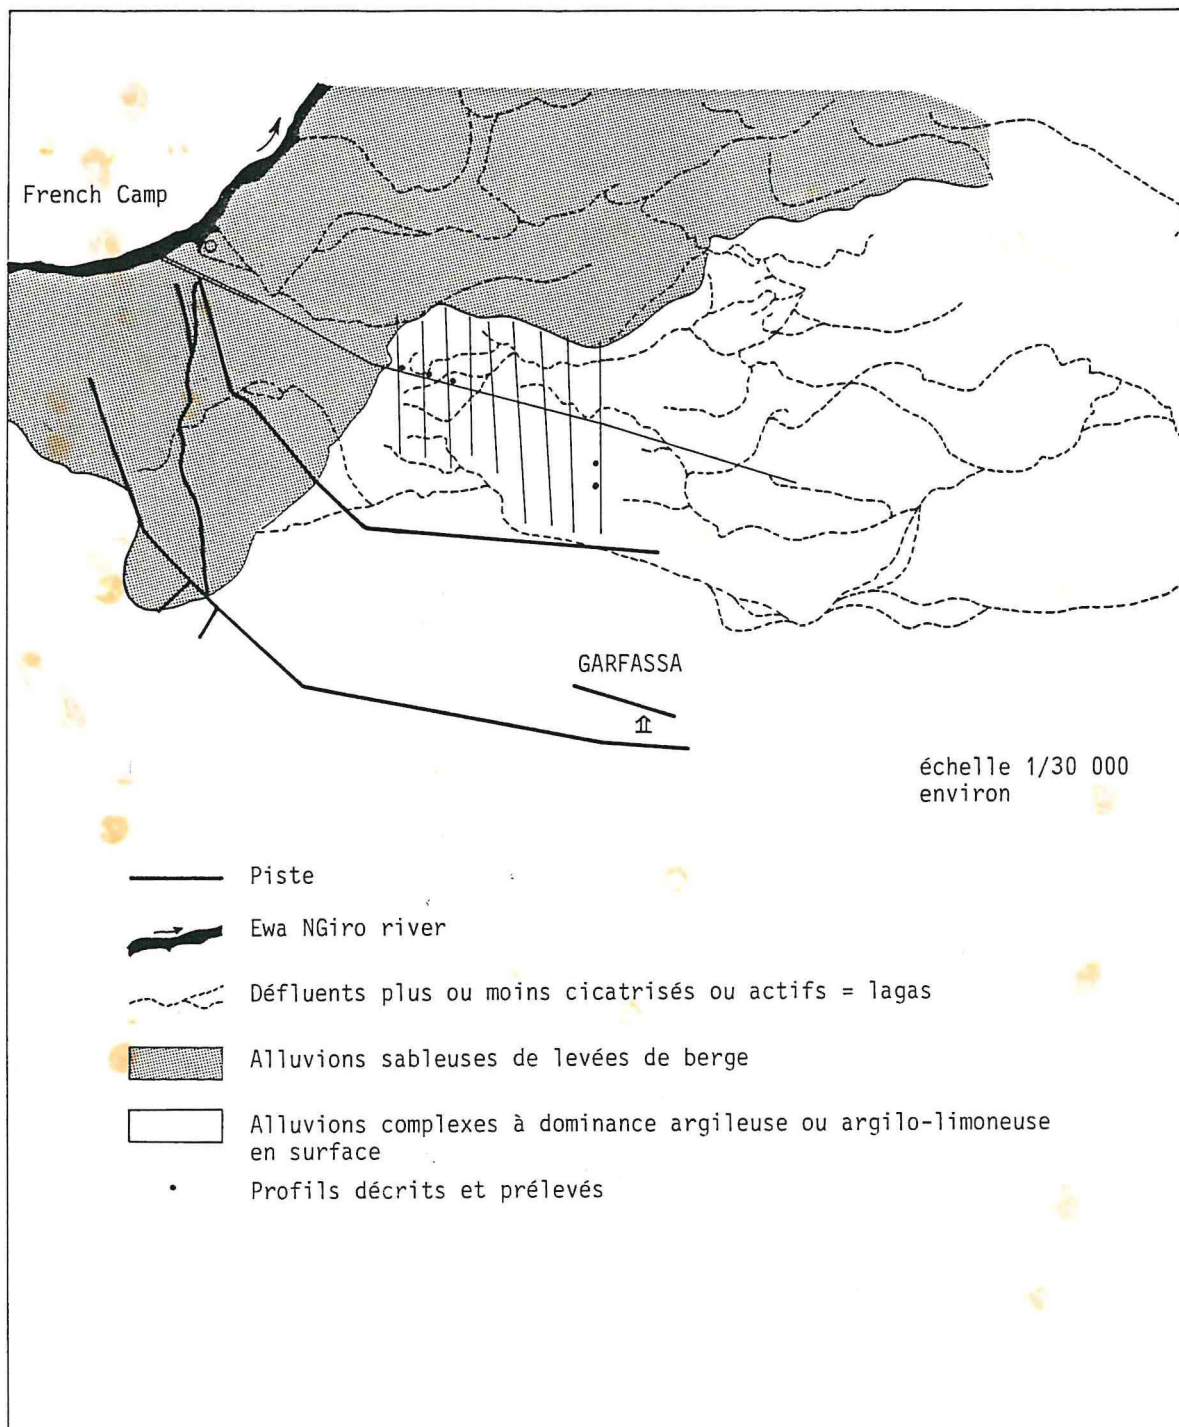 French Camp
GARFASSA
échelle 1/30 000
environ
Piste
Ewa NGiro river
Défluents plus ou moins cicatrisés ou actifs = lagas
Alluvions sableuses de levées de berge
Alluvions complexes à dominance argileuse ou argilo-limoneuse
en surface
Profils décrits et prélevés